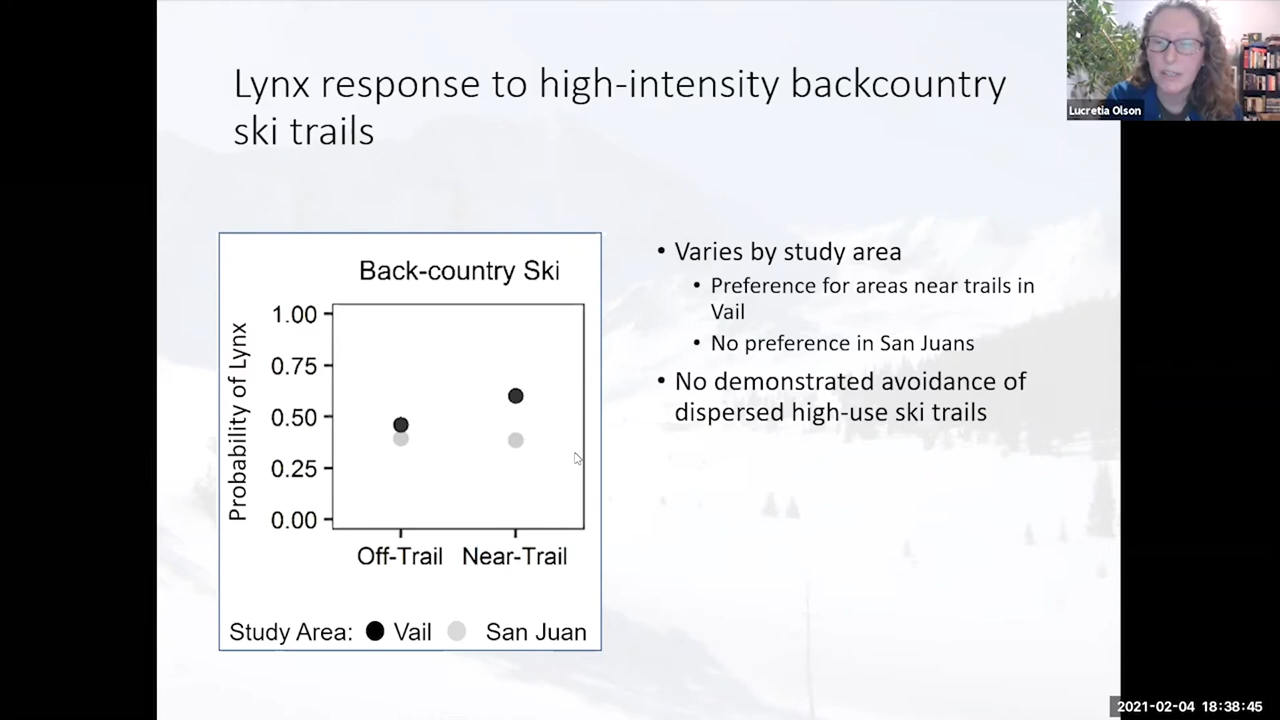 Lynx response to high-intensity backcountry
ski trails
Lucretia Olson
Back-country Ski
Probability of Lynx
1.00
0.75
0.50
0.25
0.00
Off-Trail Near-Trail
Study Area: Vail San Juan
• Varies by study area
• Preference for areas near trails in
Vail
• No preference in San Juans
• No demonstrated avoidance of
dispersed high-use ski trails
2021-02-04 18:38:45